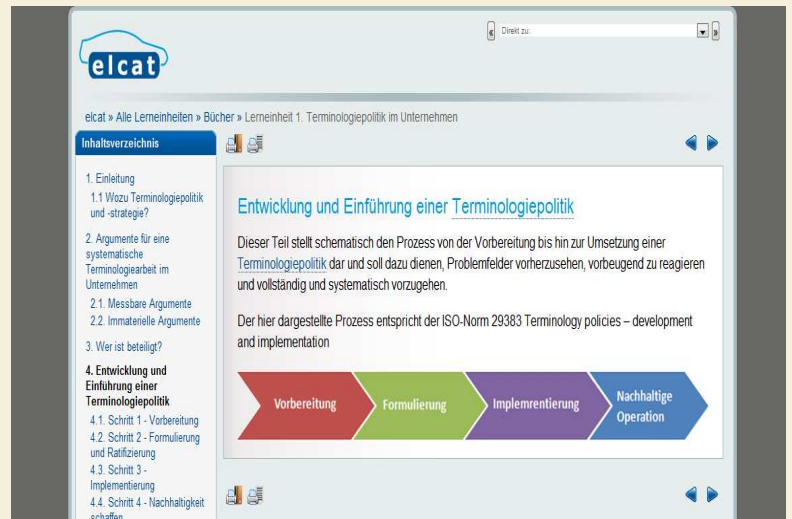 elcat
« Direkt zu: »
elcat » Alle Lerneinheiten » Bücher » Lerneinheit 1. Terminologiepolitik im Unternehmen
Inhaltsverzeichnis
1. Einleitung
1.1 Wozu Terminologiepolitik
und -strategie?
2. Argumente für eine
systematische
Terminologiearbeit im
Unternehmen
2.1. Messbare Argumente
2.2. Immaterielle Argumente
3. Wer ist beteiligt?
4. Entwicklung und
Einführung einer
Terminologiepolitik
4.1. Schritt 1 - Vorbereitung
4.2. Schritt 2 - Formulierung
und Ratifizierung
4.3. Schritt 3 -
Implementierung
4.4. Schritt 4 - Nachhaltigkeit
schaffen
Entwicklung und Einführung einer Terminologiepolitik
Dieser Teil stellt schematisch den Prozess von der Vorbereitung bis hin zur Umsetzung einer
Terminologiepolitik dar und soll dazu dienen, Problemfelder vorherzusehen, vorbeugend zu reagieren
und vollständig und systematisch vorzugehen.
Der hier dargestellte Prozess entspricht der ISO-Norm 29383 Terminology policies – development
and implementation
Vorbereitung
Formulierung
Implemrentierung
Nachhaltige
Operation